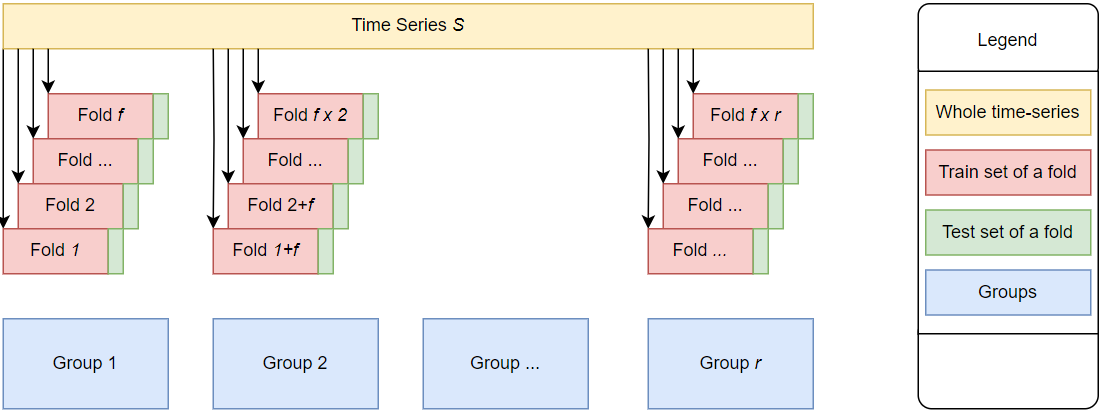 Time Series S
Legend
Fold f
Fold f x 2
Fold f x r
Whole time-series
Fold ...
Fold ...
Fold ...
Train set of a fold
Fold 2
Fold 2+f
Fold ...
Test set of a fold
Fold 1
Fold 1+f
Fold ...
Groups
Group 1
Group 2
Group ...
Group r